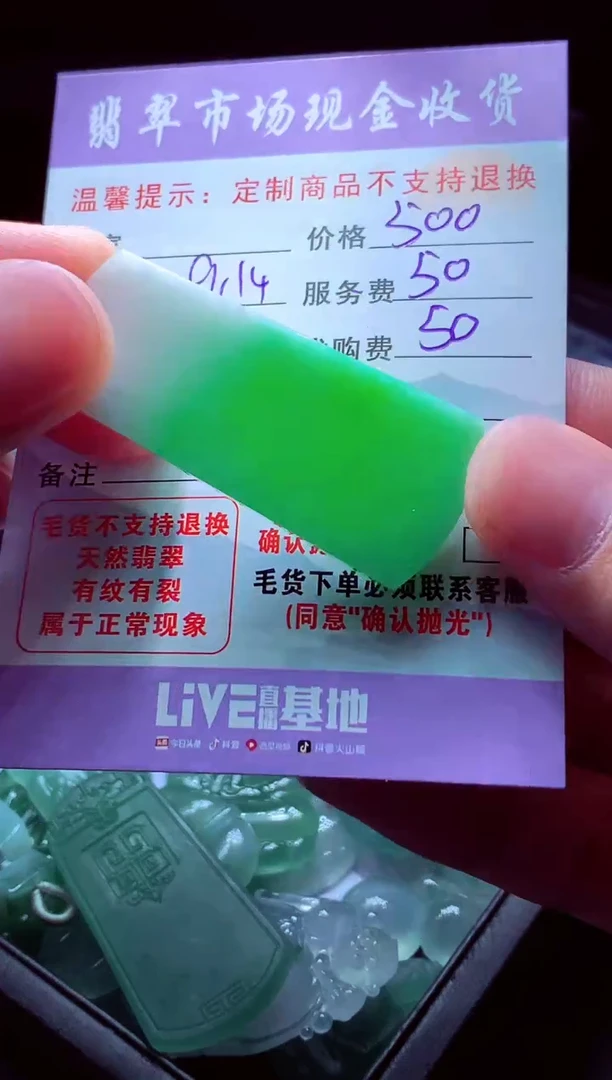 翡翠市场现金收货
温馨提示：定制商品不支持退换
价格 500
9.14
服务费 50
购费 50
备注
毛货不支持退换
天然翡翠
有纹有裂
属于正常现象
确认
毛货下单必须联系客服
(同意"确认抛光")
LiVE直播基地
今日头条 抖音 西瓜视频 抖音火山版